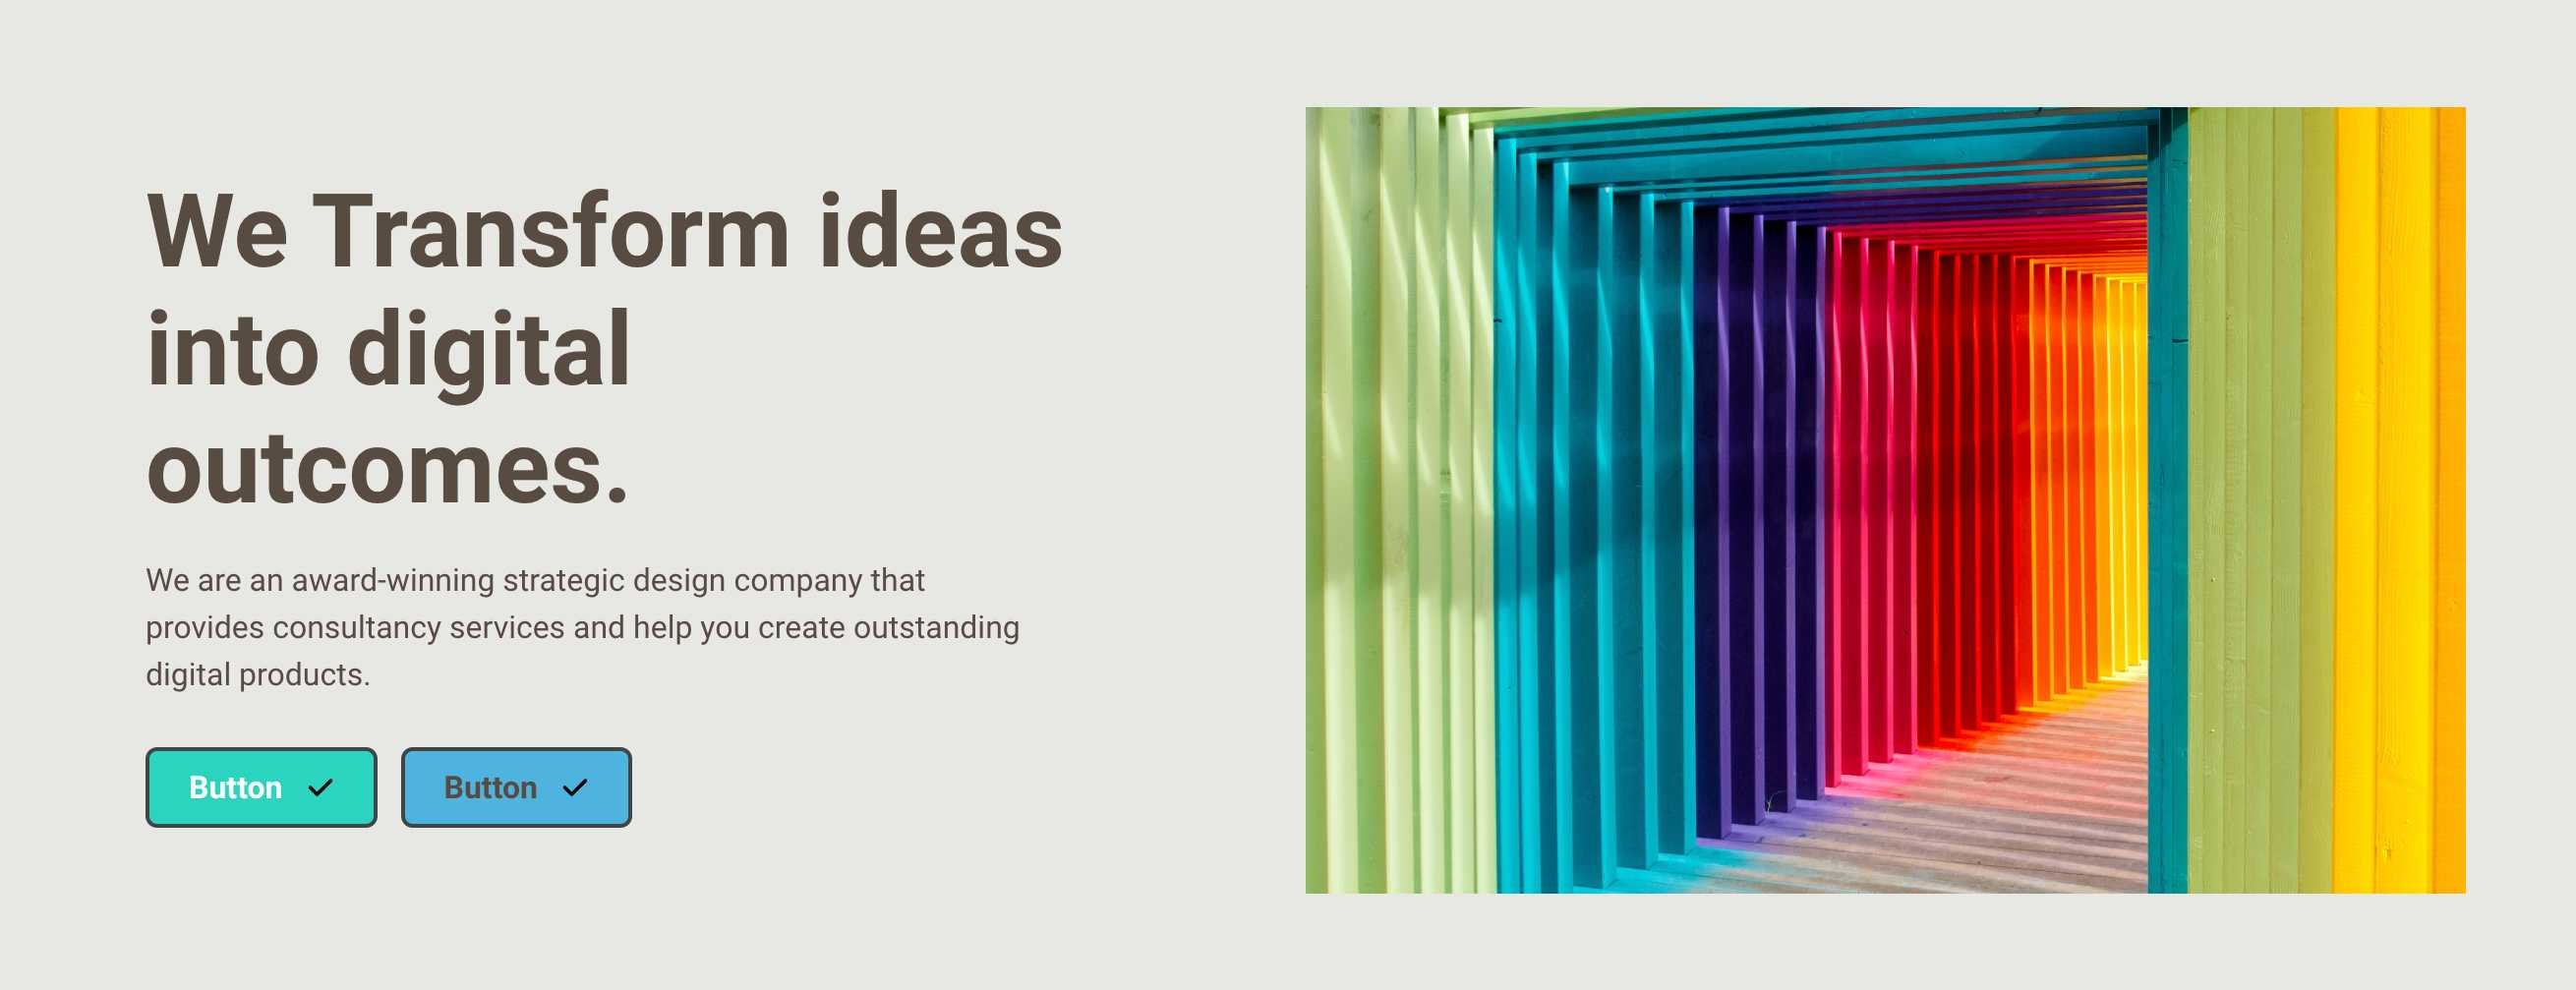 We Transform ideas
into digital
outcomes.
We are an award-winning strategic design company that
provides consultancy services and help you create outstanding
digital products.
Button
Button